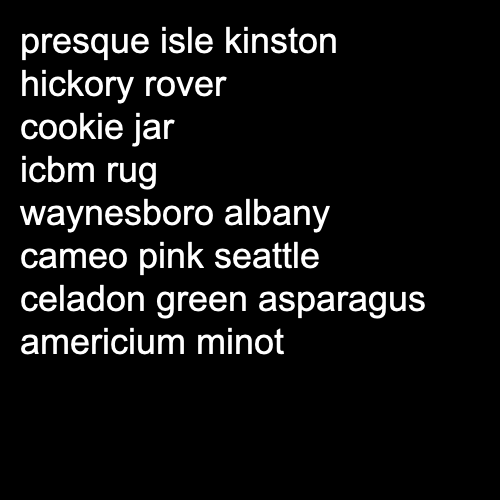 presque isle kinston
hickory rover
cookie jar
icbm rug
waynesboro albany
cameo pink seattle
celadon green asparagus
americium minot